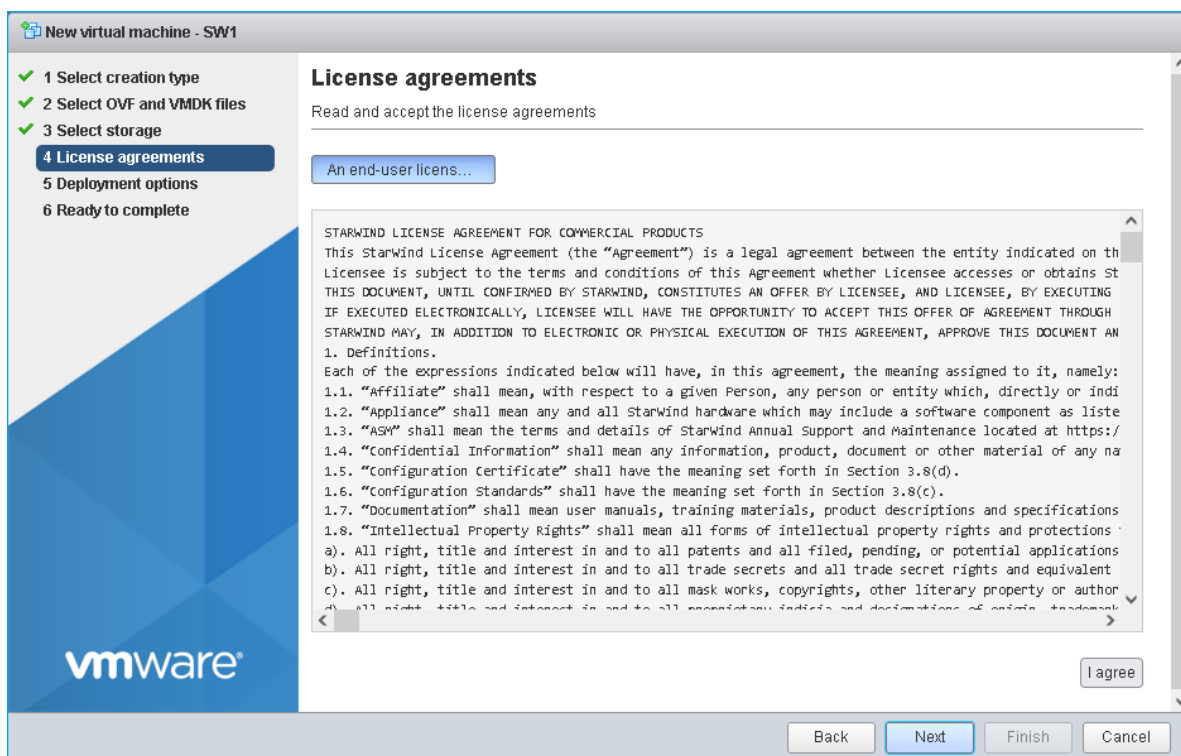 New virtual machine - SW1
1 Select creation type
2 Select OVF and VMDK files
3 Select storage
4 License agreements
5 Deployment options
6 Ready to complete
License agreements
Read and accept the license agreements
An end-user licens...
STARWIND LICENSE AGREEMENT FOR COMMERCIAL PRODUCTS
This StarWind License Agreement (the “Agreement”) is a legal agreement between the entity indicated on th
Licensee is subject to the terms and conditions of this Agreement whether Licensee accesses or obtains St
THIS DOCUMENT, UNTIL CONFIRMED BY STARWIND, CONSTITUTES AN OFFER BY LICENSEE, AND LICENSEE, BY EXECUTING
IF EXECUTED ELECTRONICALLY, LICENSEE WILL HAVE THE OPPORTUNITY TO ACCEPT THIS OFFER OF AGREEMENT THROUGH
STARWIND MAY, IN ADDITION TO ELECTRONIC OR PHYSICAL EXECUTION OF THIS AGREEMENT, APPROVE THIS DOCUMENT AN
1. Definitions.
Each of the expressions indicated below will have, in this agreement, the meaning assigned to it, namely:
1.1. “Affiliate” shall mean, with respect to a given Person, any person or entity which, directly or indi
1.2. “Appliance” shall mean any and all StarWind hardware which may include a software component as liste
1.3. “ASM” shall mean the terms and details of StarWind Annual Support and Maintenance located at https:/
1.4. “Confidential Information” shall mean any information, product, document or other material of any na
1.5. “Configuration Certificate” shall have the meaning set forth in Section 3.8(d).
1.6. “Configuration Standards” shall have the meaning set forth in Section 3.8(c).
1.7. “Documentation” shall mean user manuals, training materials, product descriptions and specifications
1.8. “Intellectual Property Rights” shall mean all forms of intellectual property rights and protections
a). All right, title and interest in and to all patents and all filed, pending, or potential applications
b). All right, title and interest in and to all trade secrets and all trade secret rights and equivalent
c). All right, title and interest in and to all mask works, copyrights, other literary property or author
d). All right, title and interest in and to all proprietary indicia and designations of origin, trademark
vmware®
I agree
Back
Next
Finish
Cancel